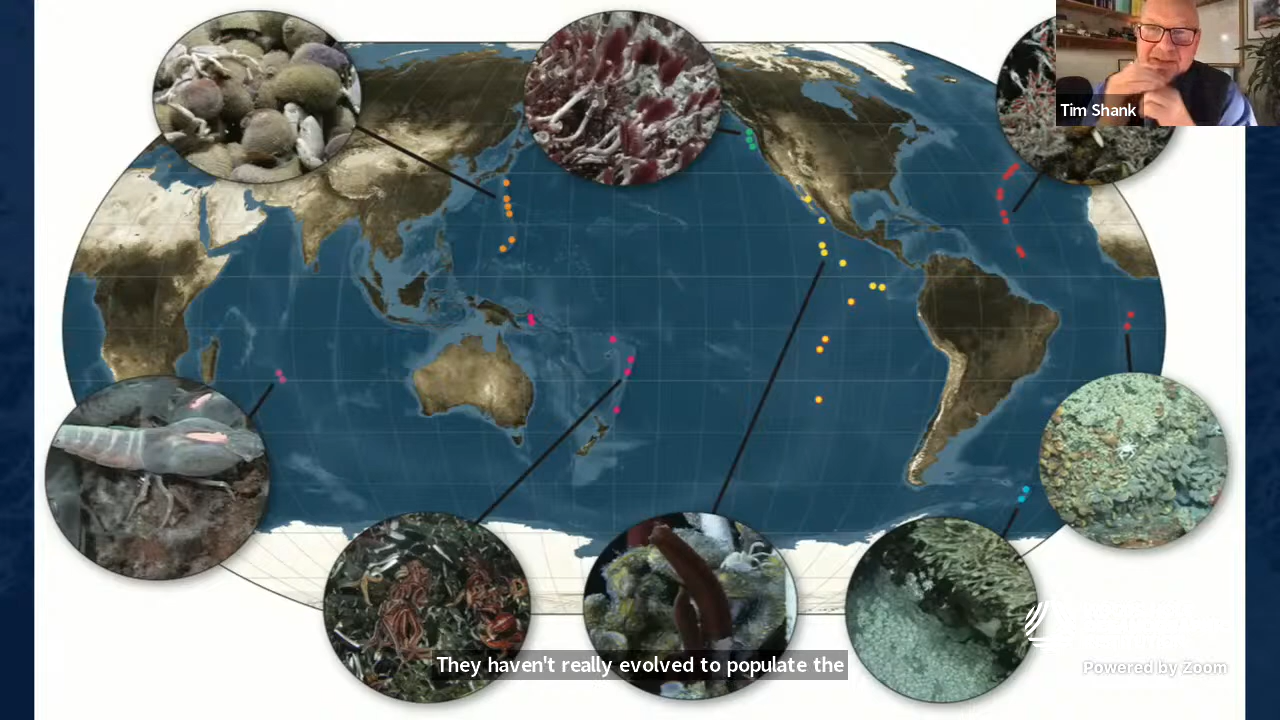 Tim Shank
They haven't really evolved to populate the
Powered by Zoom